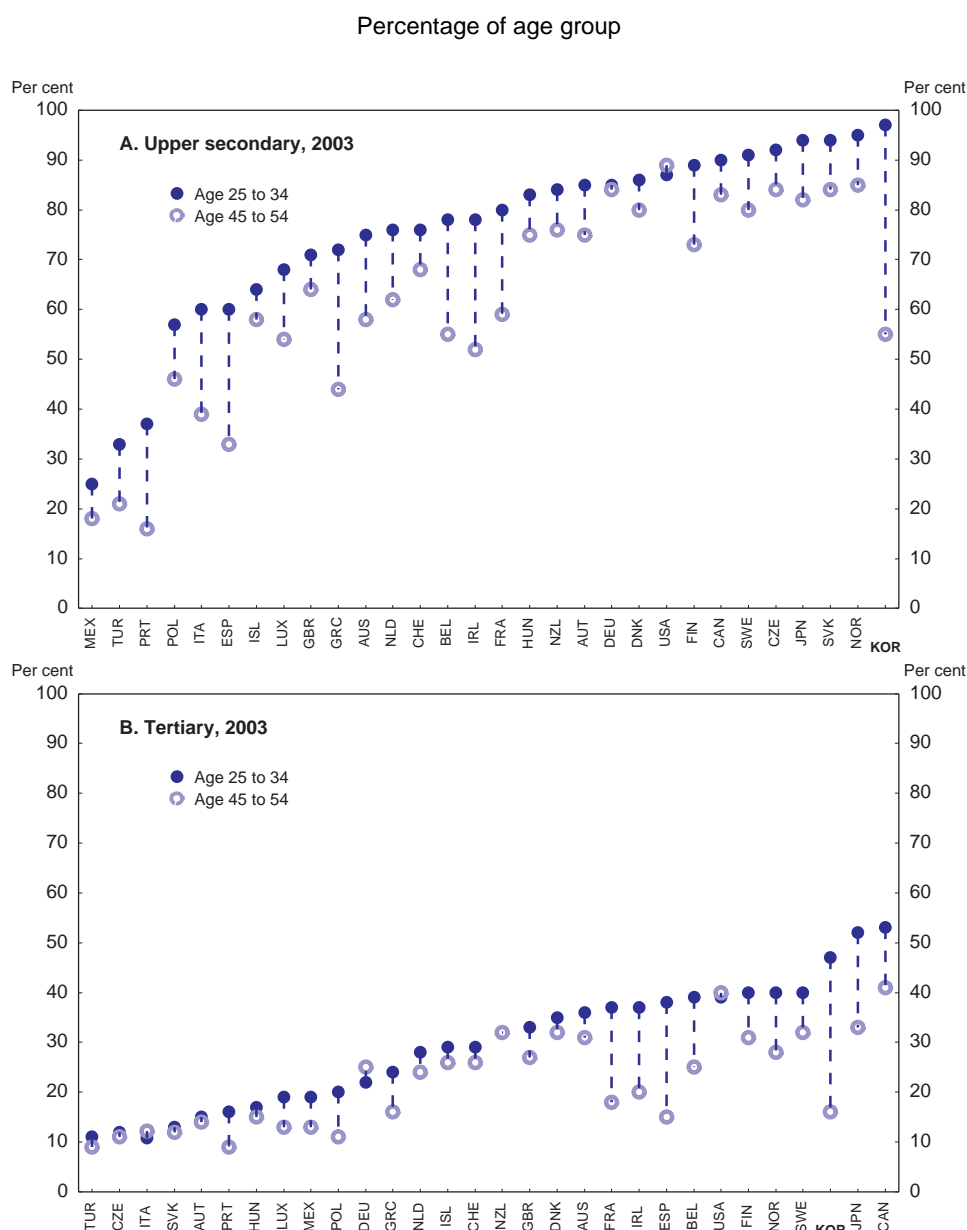 Percentage of age group
Per cent Per cent
100 100
A. Upper secondary, 2003
90 90
Age 25 to 34
80 Age 45 to 54 80
70 70
60 60
50 50
40 40
30 30
20 20
10 10
0 0
MEX TUR PRT POL ITA ESP ISL LUX GBR GRC AUS NLD CHE BEL IRL FRA HUN NZL AUT DEU DNK USA FIN CAN SWE CZE JPN SVK NOR KOR
Per cent Per cent
100 100
B. Tertiary, 2003
90 90
Age 25 to 34
80 Age 45 to 54 80
70 70
60 60
50 50
40 40
30 30
20 20
10 10
0 0
TUR CZE ITA SVK AUT PRT HUN LUX MEX POL DEU GRC NLD ISL CHE NZL GBR DNK AUS FRA IRL ESP BEL USA FIN NOR SWE KOR JPN CAN